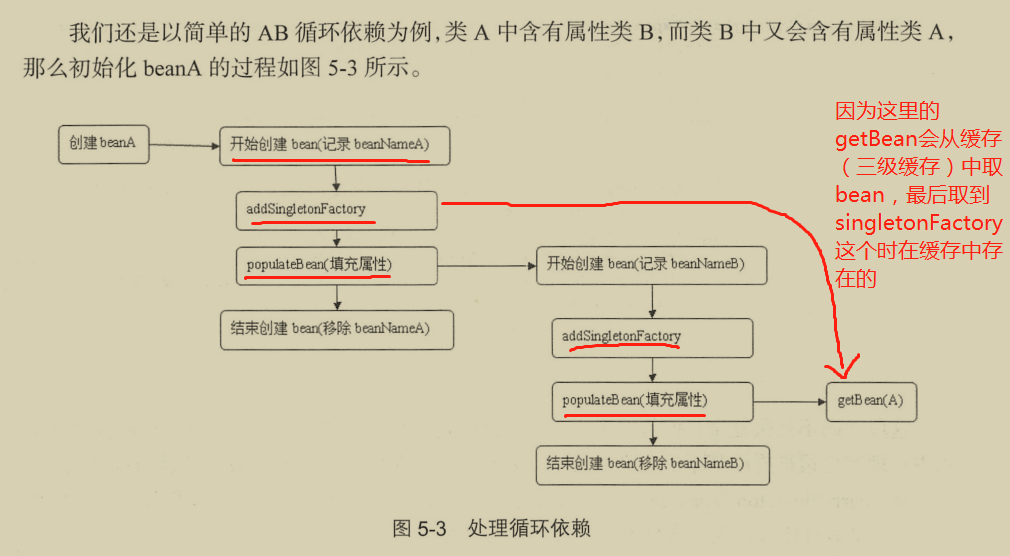 我们还是以简单的 AB 循环依赖为例，类 A 中含有属性类 B，而类 B 中又会含有属性类 A，
那么初始化 beanA 的过程如图 5-3 所示。
创建 beanA
开始创建 bean(记录 beanNameA)
addSingletonFactory
populateBean(填充属性)
结束创建 bean(移除 beanNameA)
开始创建 bean(记录 beanNameB)
addSingletonFactory
populateBean(填充属性)
结束创建 bean(移除 beanNameB)
getBean(A)
因为这里的
getBean会从缓存
（三级缓存）中取
bean，最后取到
singletonFactory
这个时在缓存中存
在的
图 5-3 处理循环依赖